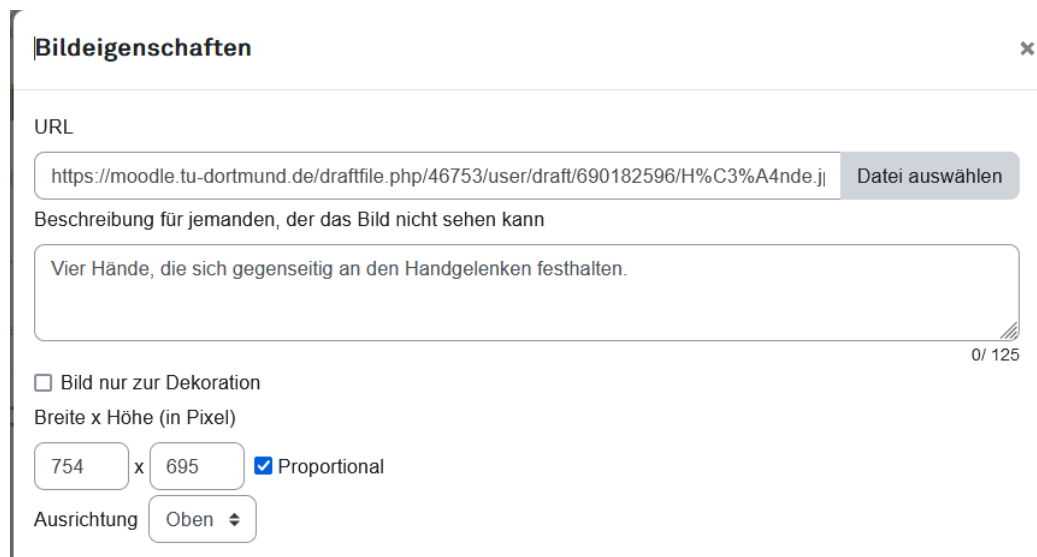 Bildeigenschaften
×
URL
https://moodle.tu-dortmund.de/draftfile.php/46753/user/draft/690182596/H%C3%A4nde.j
Datei auswählen
Beschreibung für jemanden, der das Bild nicht sehen kann
Vier Hände, die sich gegenseitig an den Handgelenken festhalten.
0/ 125
Bild nur zur Dekoration
Breite x Höhe (in Pixel)
754 x 695 Proportional
Ausrichtung Oben